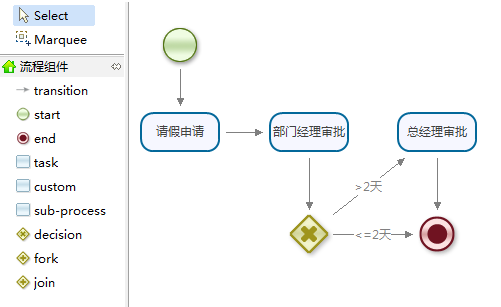 Select
Marquee
流程组件
transition
start
end
task
custom
sub-process
decision
fork
join
请假申请
部门经理审批
总经理审批
>2天
<=2天